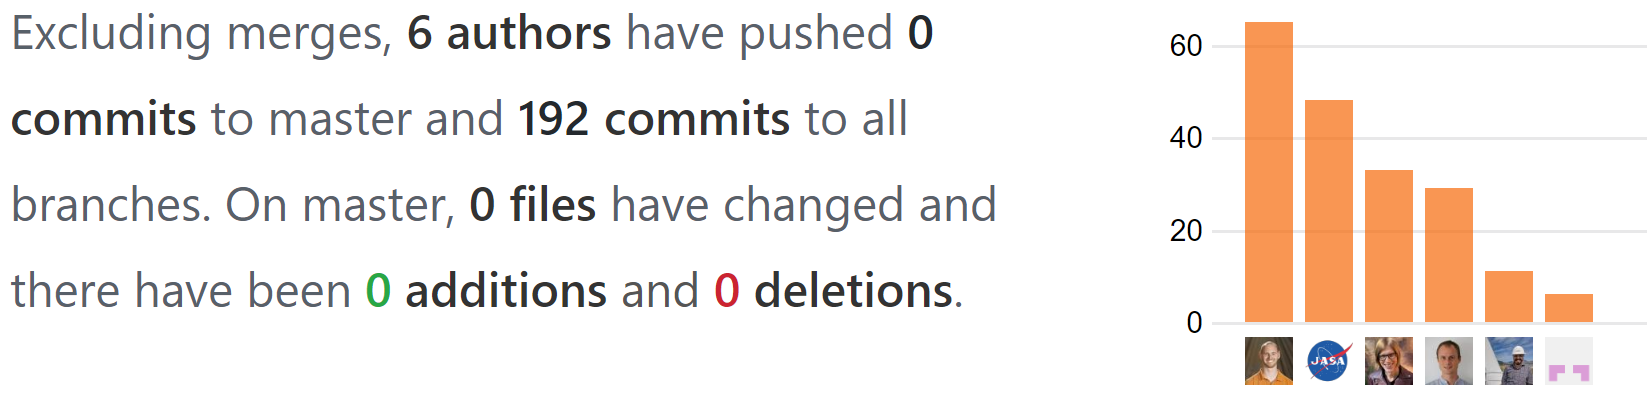 Excluding merges, 6 authors have pushed 0
commits to master and 192 commits to all
branches. On master, 0 files have changed and
there have been 0 additions and 0 deletions.
60
40
20
0
JASA